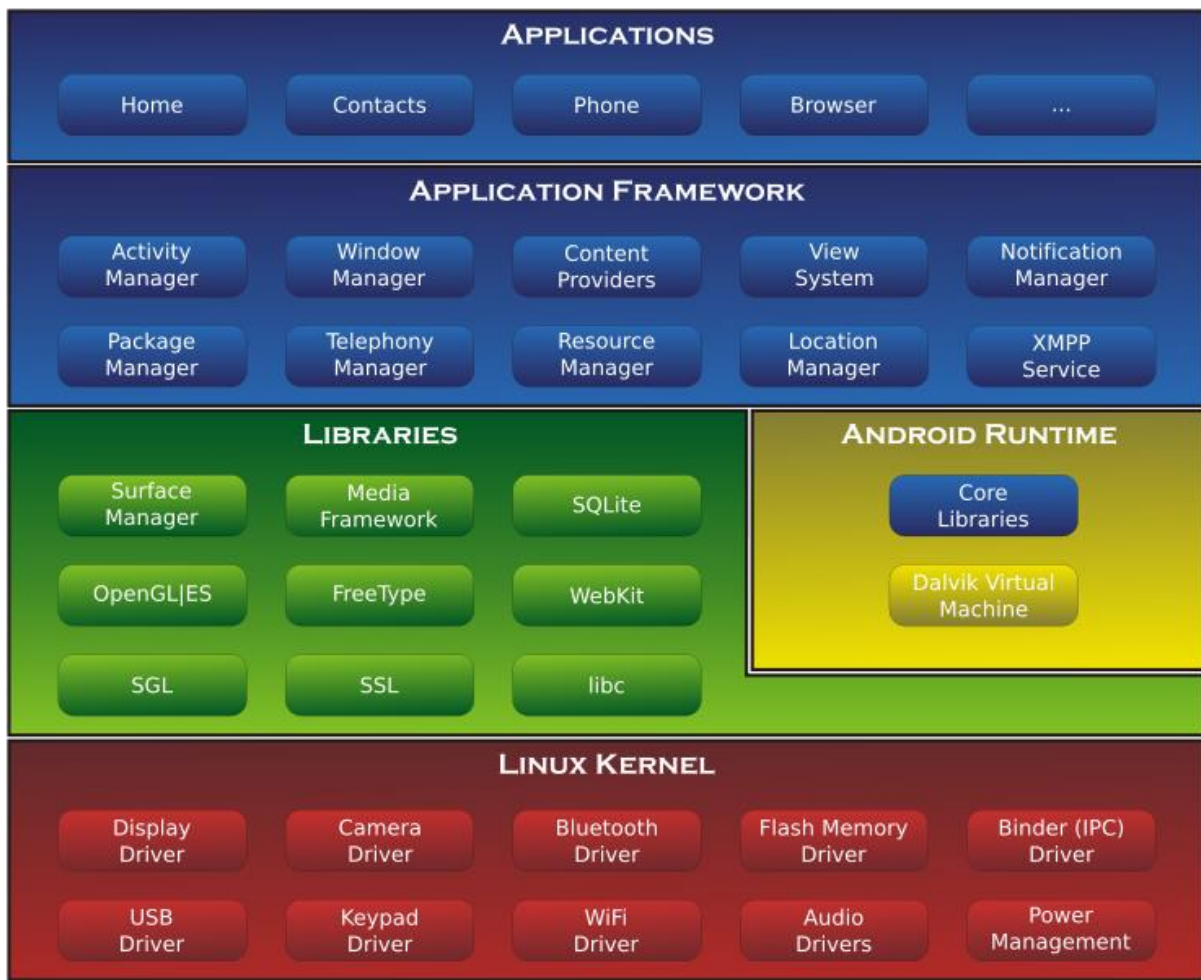 APPLICATIONS
Home
Contacts
Phone
Browser
...
APPLICATION FRAMEWORK
Activity
Manager
Window
Manager
Content
Providers
View
System
Notification
Manager
Package
Manager
Telephony
Manager
Resource
Manager
Location
Manager
XMPP
Service
LIBRARIES
Surface
Manager
Media
Framework
SQLite
OpenGL|ES
FreeType
WebKit
SGL
SSL
libc
ANDROID RUNTIME
Core
Libraries
Dalvik Virtual
Machine
LINUX KERNEL
Display
Driver
Camera
Driver
Bluetooth
Driver
Flash Memory
Driver
Binder (IPC)
Driver
USB
Driver
Keypad
Driver
WiFi
Driver
Audio
Drivers
Power
Management